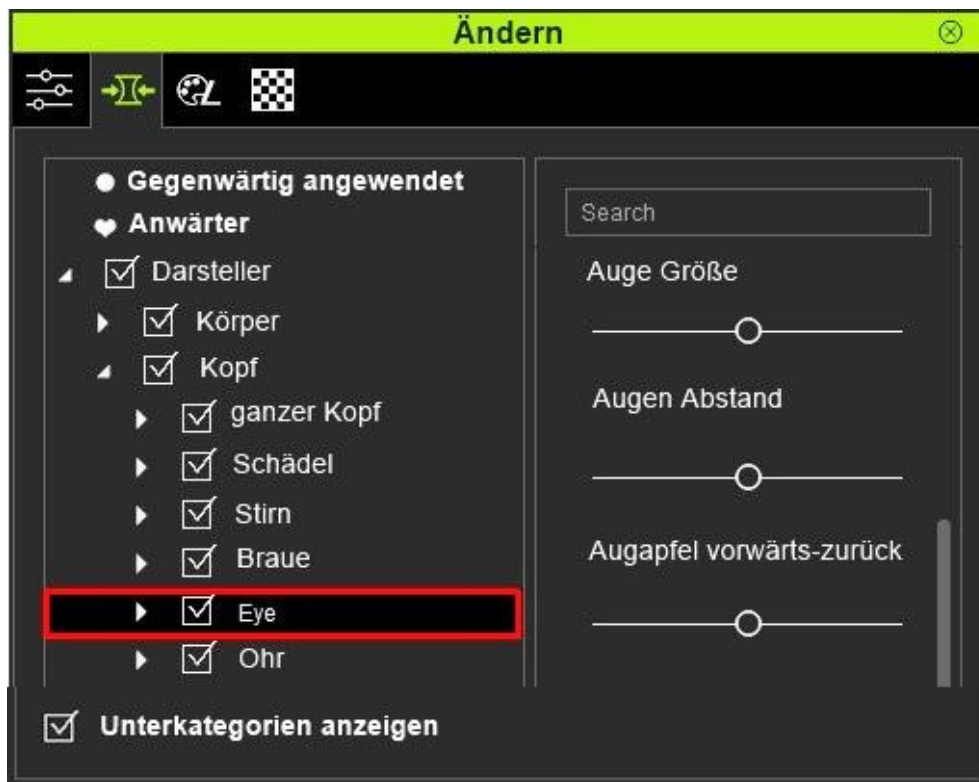 Ändern
Gegenwärtig angewendet
Anwärter
Darsteller
Körper
Kopf
ganzer Kopf
Schädel
Stirn
Braue
Eye
Ohr
Search
Auge Größe
Augen Abstand
Augapfel vorwärts-zurück
Unterkategorien anzeigen